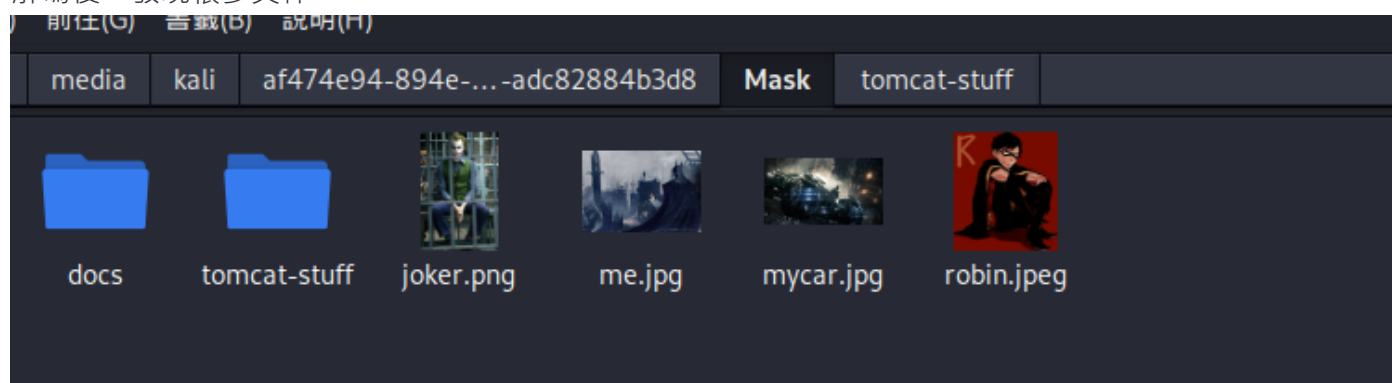 前往(G) 書籤(B) 說明(H)
media kali af474e94-894e-...-adc82884b3d8 Mask tomcat-stuff
R
docs tomcat-stuff joker.png me.jpg mycar.jpg robin.jpeg